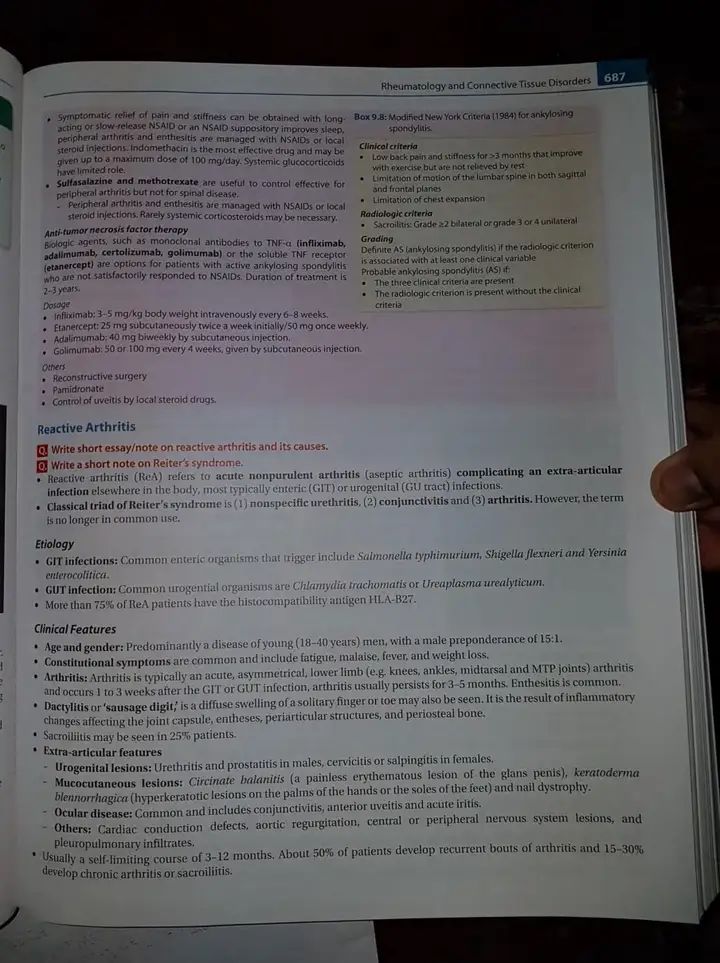 Rheumatology and Connective Tissue Disorders 687
• Symptomatic relief of pain and stiffness can be obtained with long-
acting or slow-release NSAID or an NSAID suppository improves sleep,
peripheral arthritis and enthesitis are managed with NSAIDs or local
steroid injections. Indomethacin is the most effective drug and may be
given up to a maximum dose of 100 mg/day. Systemic glucocorticoids
have limited role.
• Sulfasalazine and methotrexate are useful to control effective for
peripheral arthritis but not for spinal disease.
- Peripheral arthritis and enthesitis are managed with NSAIDs or local
steroid injections. Rarely systemic corticosteroids may be necessary.
Anti-tumor necrosis factor therapy
Biologic agents, such as monoclonal antibodies to TNF-α (infliximab,
adalimumab, certolizumab, golimumab) or the soluble TNF receptor
(etanercept) are options for patients with active ankylosing spondylitis
who are not satisfactorily responded to NSAIDs. Duration of treatment is
2–3 years.
Dosage
• Infliximab: 3–5 mg/kg body weight intravenously every 6–8 weeks.
• Etanercept: 25 mg subcutaneously twice a week initially/50 mg once weekly.
• Adalimumab: 40 mg biweekly by subcutaneous injection.
• Golimumab: 50 or 100 mg every 4 weeks, given by subcutaneous injection.
Others
• Reconstructive surgery
• Pamidronate
• Control of uveitis by local steroid drugs.
Box 9.8: Modified New York Criteria (1984) for ankylosing
spondylitis.
Clinical criteria
• Low back pain and stiffness for >3 months that improve
with exercise but are not relieved by rest
• Limitation of motion of the lumbar spine in both sagittal
and frontal planes
• Limitation of chest expansion
Radiologic criteria
• Sacroilitis: Grade ≥2 bilateral or grade 3 or 4 unilateral
Grading
Definite AS (ankylosing spondylitis) if the radiologic criterion
is associated with at least one clinical variable
Probable ankylosing spondylitis (AS) if:
• The three clinical criteria are present
• The radiologic criterion is present without the clinical
criteria
Reactive Arthritis
Q. Write short essay/note on reactive arthritis and its causes.
Q. Write a short note on Reiter's syndrome.
• Reactive arthritis (ReA) refers to acute nonpurulent arthritis (aseptic arthritis) complicating an extra-articular
infection elsewhere in the body, most typically enteric (GIT) or urogenital (GU tract) infections.
• Classical triad of Reiter's syndrome is (1) nonspecific urethritis, (2) conjunctivitis and (3) arthritis. However, the term
is no longer in common use.
Etiology
• GIT infections: Common enteric organisms that trigger include Salmonella typhimurium, Shigella flexneri and Yersinia
enterocolitica.
• GUT infection: Common urogential organisms are Chlamydia trachomatis or Ureaplasma urealyticum.
• More than 75% of ReA patients have the histocompatibility antigen HLA-B27.
Clinical Features
• Age and gender: Predominantly a disease of young (18–40 years) men, with a male preponderance of 15:1.
• Constitutional symptoms are common and include fatigue, malaise, fever, and weight loss.
• Arthritis: Arthritis is typically an acute, asymmetrical, lower limb (e.g. knees, ankles, midtarsal and MTP joints) arthritis
and occurs 1 to 3 weeks after the GIT or GUT infection, arthritis usually persists for 3–5 months. Enthesitis is common.
• Dactylitis or 'sausage digit,' is a diffuse swelling of a solitary finger or toe may also be seen. It is the result of inflammatory
changes affecting the joint capsule, entheses, periarticular structures, and periosteal bone.
• Sacroiliitis may be seen in 25% patients.
• Extra-articular features
- Urogenital lesions: Urethritis and prostatitis in males, cervicitis or salpingitis in females.
- Mucocutaneous lesions: Circinate balanitis (a painless erythematous lesion of the glans penis), keratoderma
blennorrhagica (hyperkeratotic lesions on the palms of the hands or the soles of the feet) and nail dystrophy.
- Ocular disease: Common and includes conjunctivitis, anterior uveitis and acute iritis.
- Others: Cardiac conduction defects, aortic regurgitation, central or peripheral nervous system lesions, and
pleuropulmonary infiltrates.
• Usually a self-limiting course of 3–12 months. About 50% of patients develop recurrent bouts of arthritis and 15–30%
develop chronic arthritis or sacroiliitis.